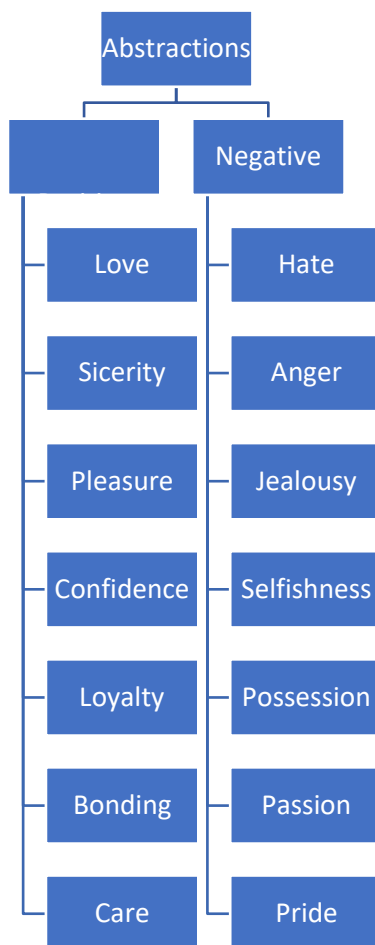 Abstractions
Negative
Love
Hate
Sicerity
Anger
Pleasure
Jealousy
Confidence
Selfishness
Loyalty
Possession
Bonding
Passion
Care
Pride